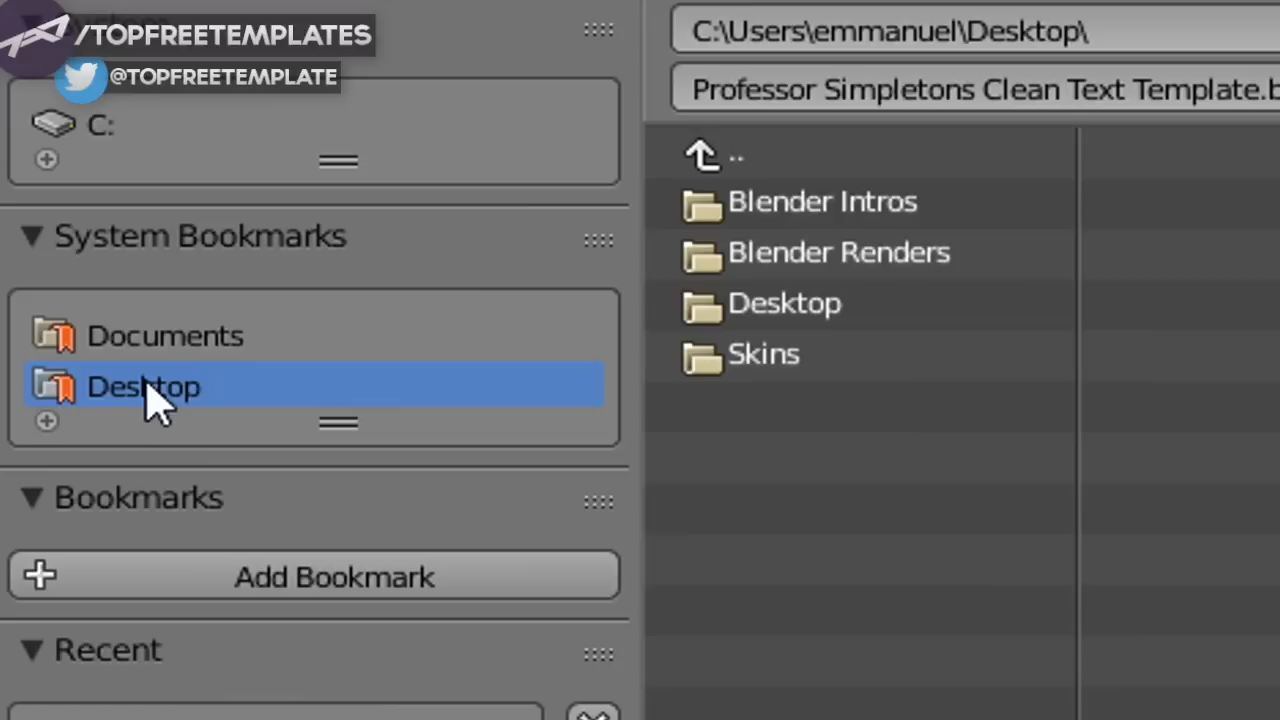 System
/TOPFREETEMPLATES
@TOPFREETEMPLATE
C:
System Bookmarks
Documents
Desktop
Bookmarks
Add Bookmark
Recent
C:\Users\emmanuel\Desktop\
Professor Simpletons Clean Text Template.b
..
Blender Intros
Blender Renders
Desktop
Skins